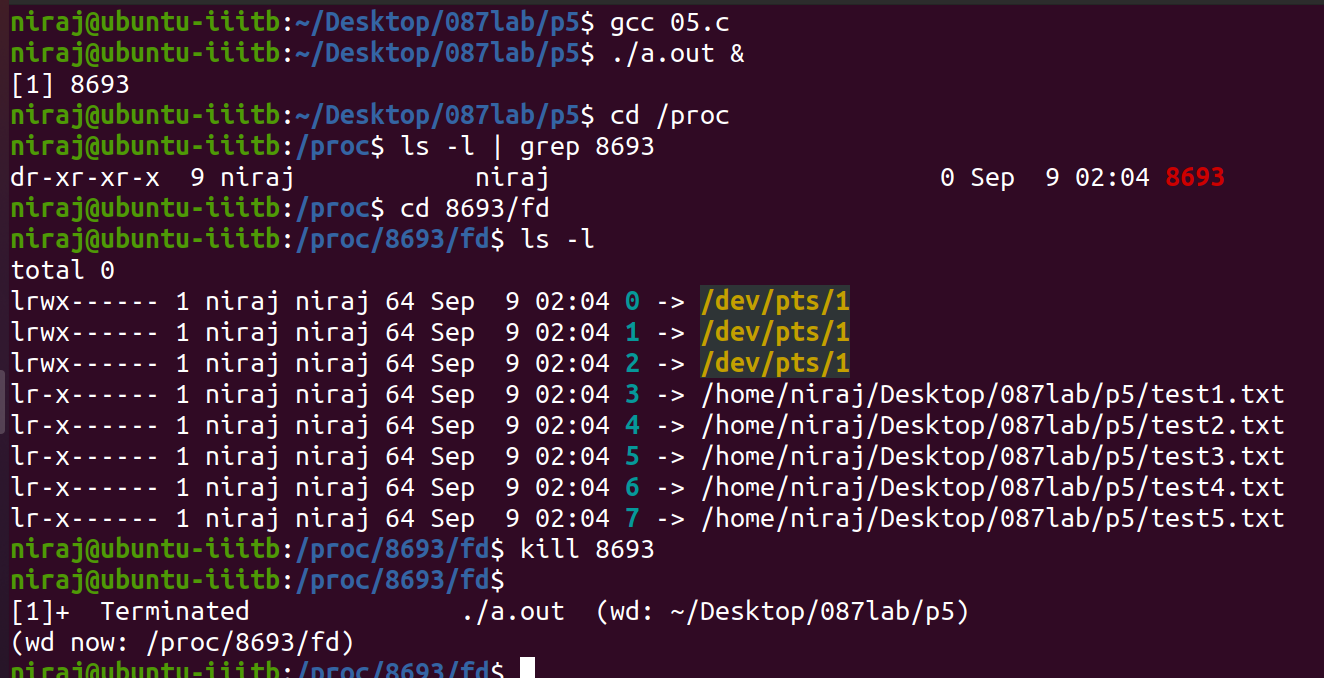 niraj@ubuntu-iiitb:~/Desktop/087lab/p5$ gcc 05.c
niraj@ubuntu-iiitb:~/Desktop/087lab/p5$ ./a.out &
[1] 8693
niraj@ubuntu-iiitb:~/Desktop/087lab/p5$ cd /proc
niraj@ubuntu-iiitb:/proc$ ls -l | grep 8693
dr-xr-xr-x  9 niraj            niraj                          0 Sep  9 02:04 8693
niraj@ubuntu-iiitb:/proc$ cd 8693/fd
niraj@ubuntu-iiitb:/proc/8693/fd$ ls -l
total 0
lrwx------ 1 niraj niraj 64 Sep  9 02:04 0 -> /dev/pts/1
lrwx------ 1 niraj niraj 64 Sep  9 02:04 1 -> /dev/pts/1
lrwx------ 1 niraj niraj 64 Sep  9 02:04 2 -> /dev/pts/1
lr-x------ 1 niraj niraj 64 Sep  9 02:04 3 -> /home/niraj/Desktop/087lab/p5/test1.txt
lr-x------ 1 niraj niraj 64 Sep  9 02:04 4 -> /home/niraj/Desktop/087lab/p5/test2.txt
lr-x------ 1 niraj niraj 64 Sep  9 02:04 5 -> /home/niraj/Desktop/087lab/p5/test3.txt
lr-x------ 1 niraj niraj 64 Sep  9 02:04 6 -> /home/niraj/Desktop/087lab/p5/test4.txt
lr-x------ 1 niraj niraj 64 Sep  9 02:04 7 -> /home/niraj/Desktop/087lab/p5/test5.txt
niraj@ubuntu-iiitb:/proc/8693/fd$ kill 8693
niraj@ubuntu-iiitb:/proc/8693/fd$
[1]+  Terminated              ./a.out  (wd: ~/Desktop/087lab/p5)
(wd now: /proc/8693/fd)
niraj@ubuntu-iiitb:/proc/8693/fd$